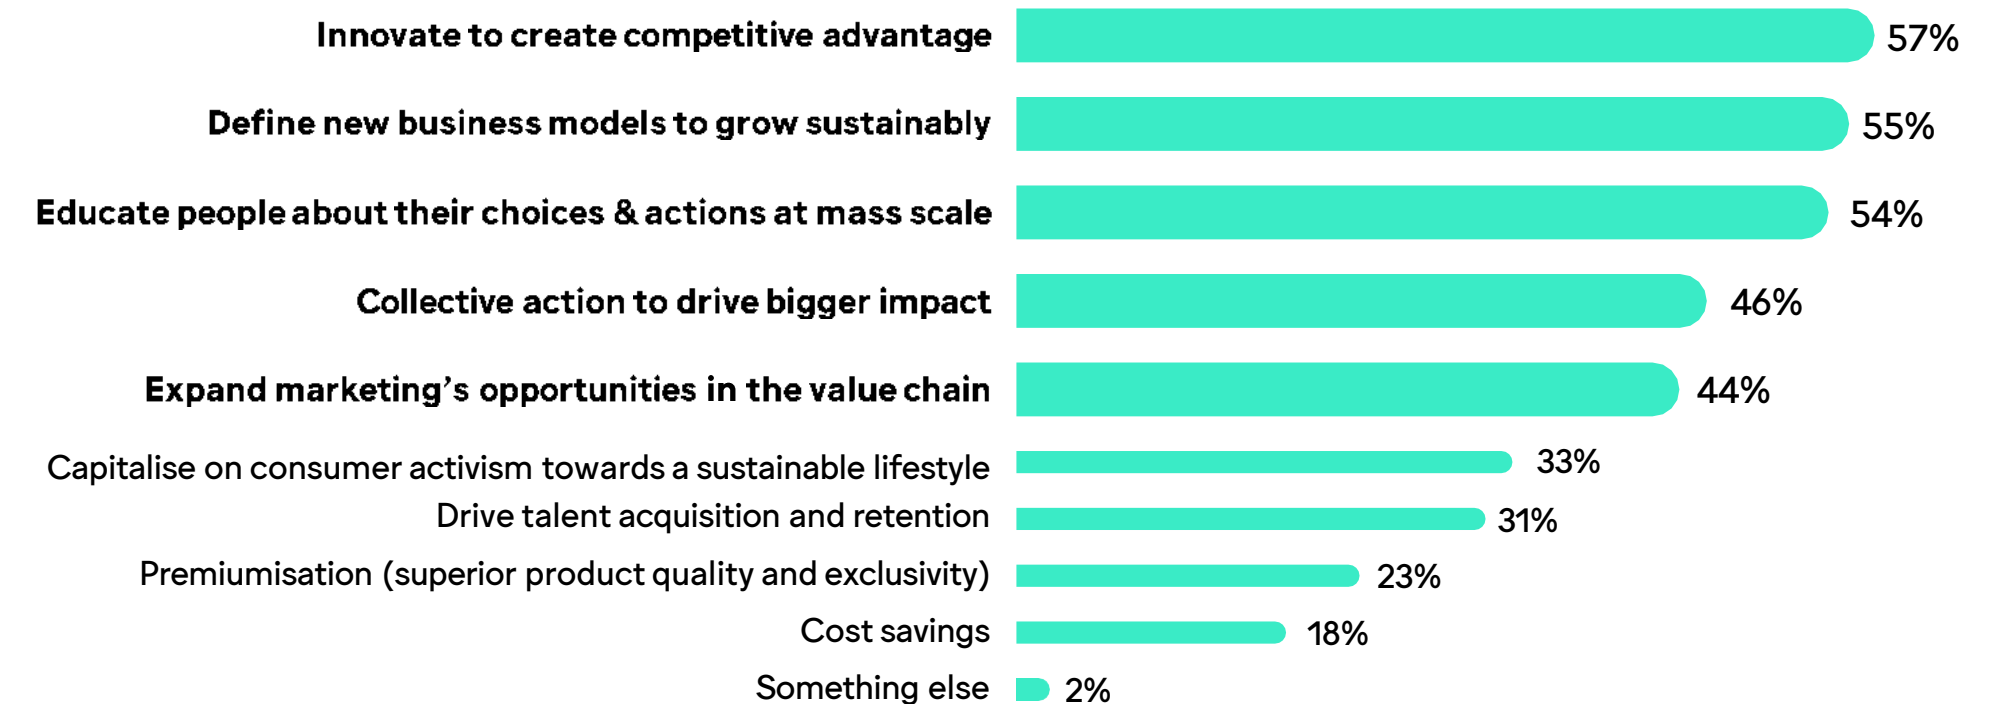 Innovate to create competitive advantage 57%
Define new business models to grow sustainably 55%
Educate people about their choices & actions at mass scale 54%
Collective action to drive bigger impact 46%
Expand marketing’s opportunities in the value chain 44%
Capitalise on consumer activism towards a sustainable lifestyle 33%
Drive talent acquisition and retention 31%
Premiumisation (superior product quality and exclusivity) 23%
Cost savings 18%
Something else 2%